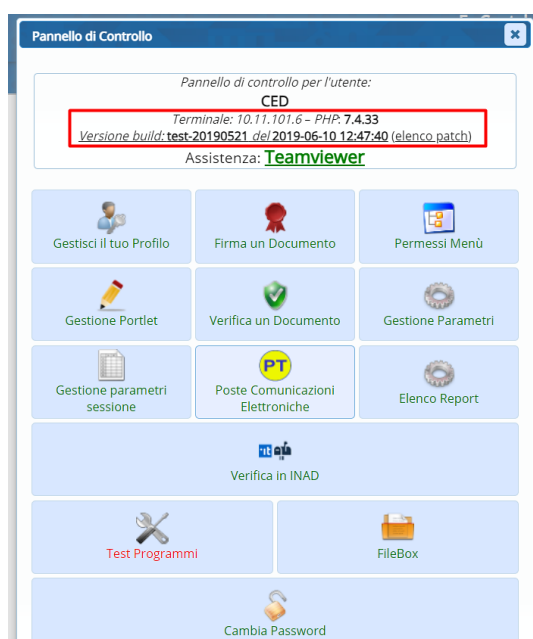 Pannello di Controllo
Pannello di controllo per l'utente:
CED
Terminale: 10.11.101.6 – PHP: 7.4.33
Versione build: test-20190521 del 2019-06-10 12:47:40 (elenco patch)
Assistenza: Teamviewer
Gestisci il tuo Profilo
Firma un Documento
Permessi Menù
Gestione Portlet
Verifica un Documento
Gestione Parametri
Gestione parametri
sessione
PT
Poste Comunicazioni
Elettroniche
Elenco Report
Verifica in INAD
Test Programmi
FileBox
Cambia Password